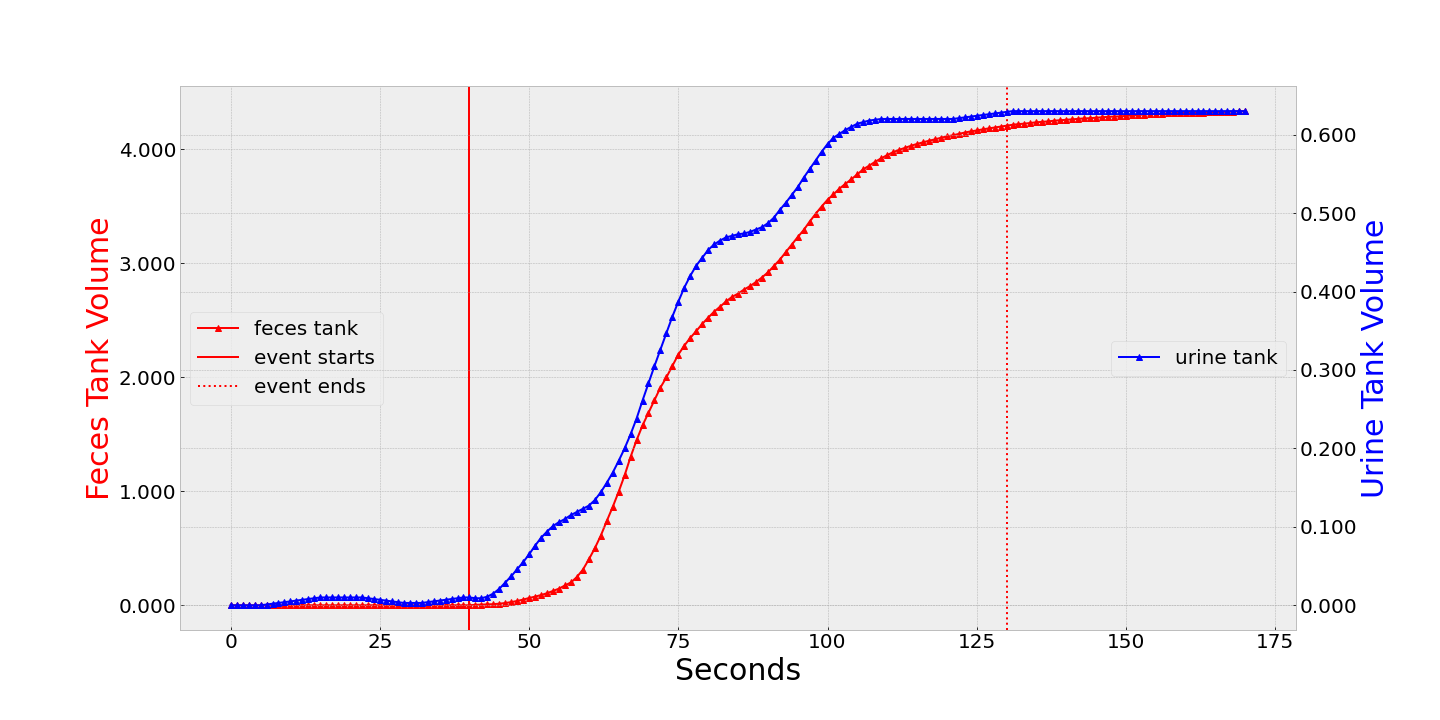 Feces Tank Volume
4.000
3.000
2.000
1.000
0.000
feces tank
event starts
event ends
urine tank
0.600
0.500
0.400
0.300
0.200
0.100
0.000
Urine Tank Volume
0 25 50 75 100 125 150 175
Seconds